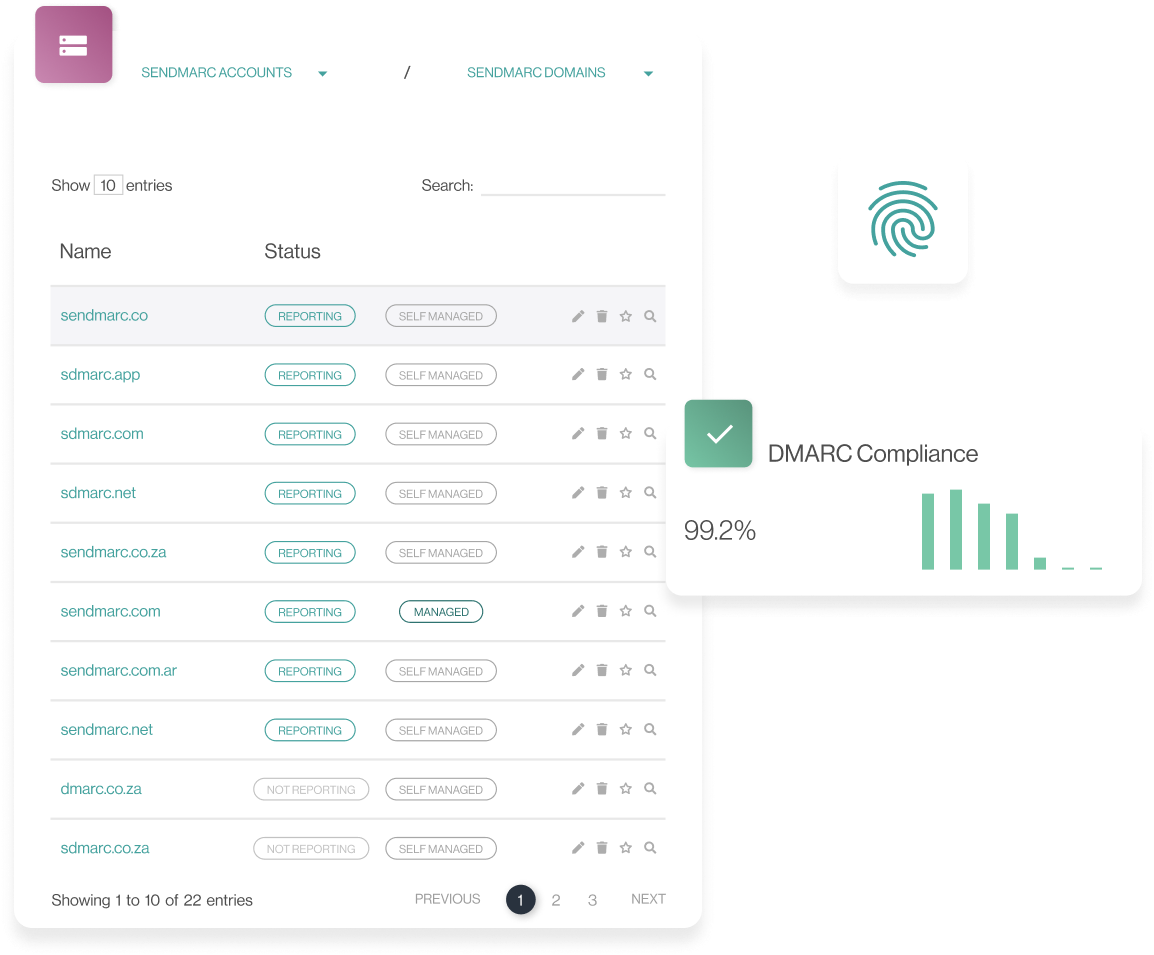 SENDMARC ACCOUNTS / SENDMARC DOMAINS
Show 10 entries Search:
Name Status
sendmarc.co REPORTING SELF MANAGED
sdmarc.app REPORTING SELF MANAGED
sdmarc.com REPORTING SELF MANAGED
sdmarc.net REPORTING SELF MANAGED
sendmarc.co.za REPORTING SELF MANAGED
sendmarc.com REPORTING MANAGED
sendmarc.com.ar REPORTING SELF MANAGED
sendmarc.net REPORTING SELF MANAGED
dmarc.co.za NOT REPORTING SELF MANAGED
sdmarc.co.za NOT REPORTING SELF MANAGED
Showing 1 to 10 of 22 entries PREVIOUS 1 2 3 NEXT
DMARC Compliance
99.2%